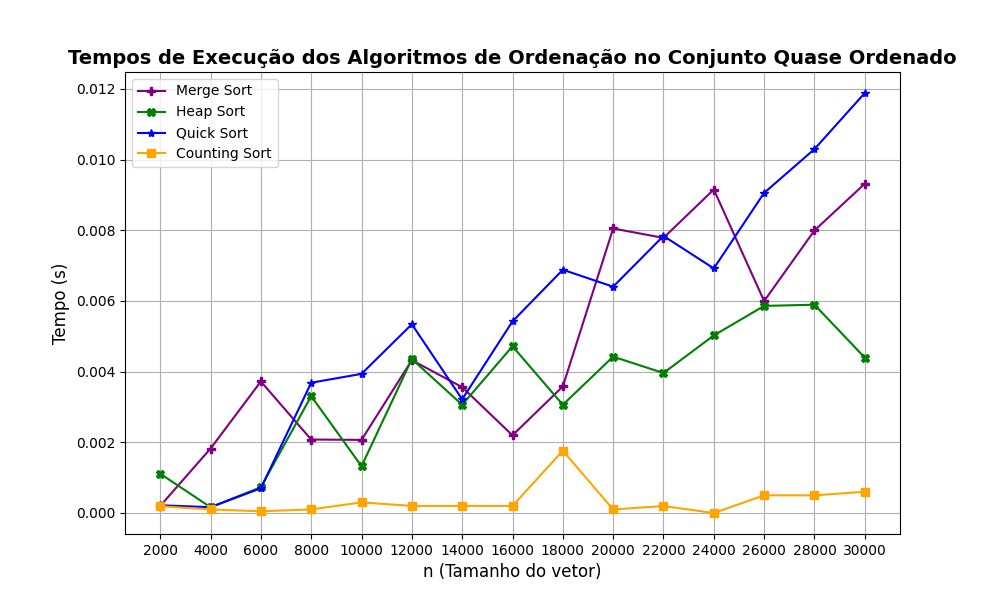 Tempos de Execução dos Algoritmos de Ordenação no Conjunto Quase Ordenado
Merge Sort
Heap Sort
Quick Sort
Counting Sort
0.012
0.010
0.008
0.006
0.004
0.002
0.000
Tempo (s)
2000 4000 6000 8000 10000 12000 14000 16000 18000 20000 22000 24000 26000 28000 30000
n (Tamanho do vetor)